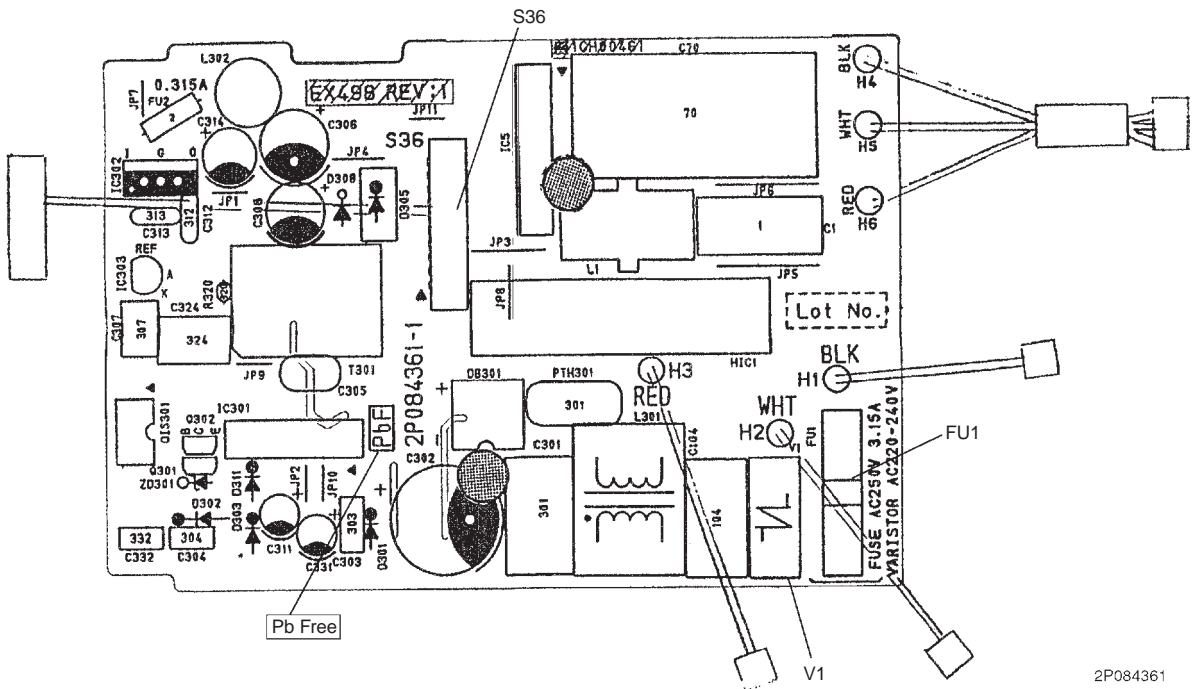 S36
L302
C70
BLK
H4
JP7
0.315A
FU2
2
EX488 REV:1
JP11
C314
C306
S36
IC5
70
WHT
H5
I G O
IC302
JP4
D308
D305
JP6
RED
H6
313
C313
312
C312
JP1
C308
1
C1
JP3
L1
JP5
REF
IC303
A
K
R320
320
JP8
Lot No.
C307
307
C324
324
HIC1
BLK
H1
JP9
T301
C305
2P084361-1
DB301
PTH301
301
H3
RED
L301
WHT
H2
V1
FU1
FU1
Q302
B C E
IC301
PbF
C302
C301
C104
Q301
ZD301
D311
JP2
JP10
301
104
D302
D303
332
C332
304
C304
C311
C331
303
C303
D301
FUSE AC250V 3.15A
VARISTOR AC220-240V
Pb Free
V1
2P084361